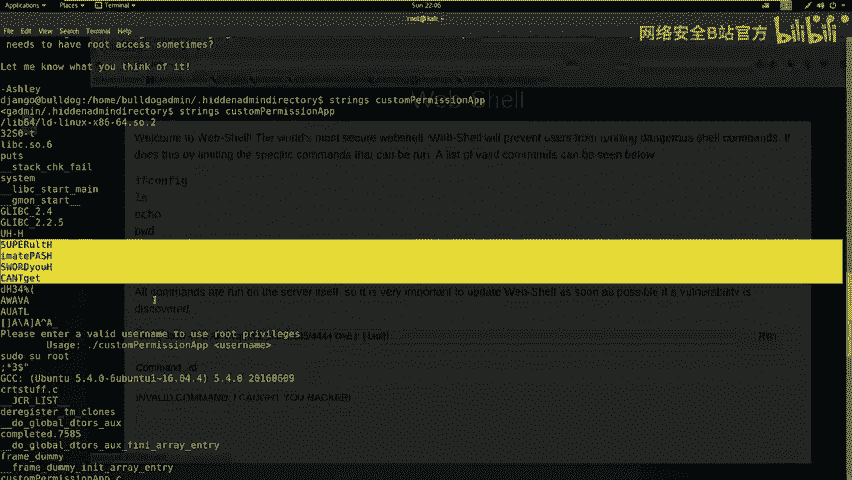 Applications Places Terminal Sun 22:06
root@kali: ~
File Edit View Search Terminal Help
网络安全B站官方 bilibili
needs to have root access sometimes?
Let me know what you think of it!
-Ashley
django@bulldog:/home/bulldogadmin/.hiddenadmindirectory$ strings customPermissionApp
<gadmin/.hiddenadmindirectory$ strings customPermissionApp
/lib64/ld-linux-x86-64.so.2
32S0-t
libc.so.6
puts
__stack_chk_fail
system
__libc_start_main
__gmon_start__
GLIBC_2.4
GLIBC_2.2.5
UH-H
SUPERultH
imatePASH
SWORDyouH
CANTget
dH34%(
AWAVA
AUATL
[]A\A]A^A_
Please enter a valid username to use root privileges
Usage: ./customPermissionApp <username>
sudo su root
;*3$"
GCC: (Ubuntu 5.4.0-6ubuntu1~16.04.4) 5.4.0 20160609
crtstuff.c
__JCR_LIST__
deregister_tm_clones
__do_global_dtors_aux
completed.7585
__do_global_dtors_aux_fini_array_entry
frame_dummy
__frame_dummy_init_array_entry
customPermissionApp.c
Web-Shell
Welcome to Web-Shell! The world's most secure webshell. Web-Shell will prevent users from running dangerous shell commands. It
does this by limiting the specific commands that can be run. A list of valid commands can be seen below
ifconfig
ls
echo
pwd
All commands are run on the server itself, so it is very important to update Web-Shell as soon as possible if a vulnerability is
discovered.
Run
Command: id
INVALID COMMAND. I CAUGHT YOU HACKER!